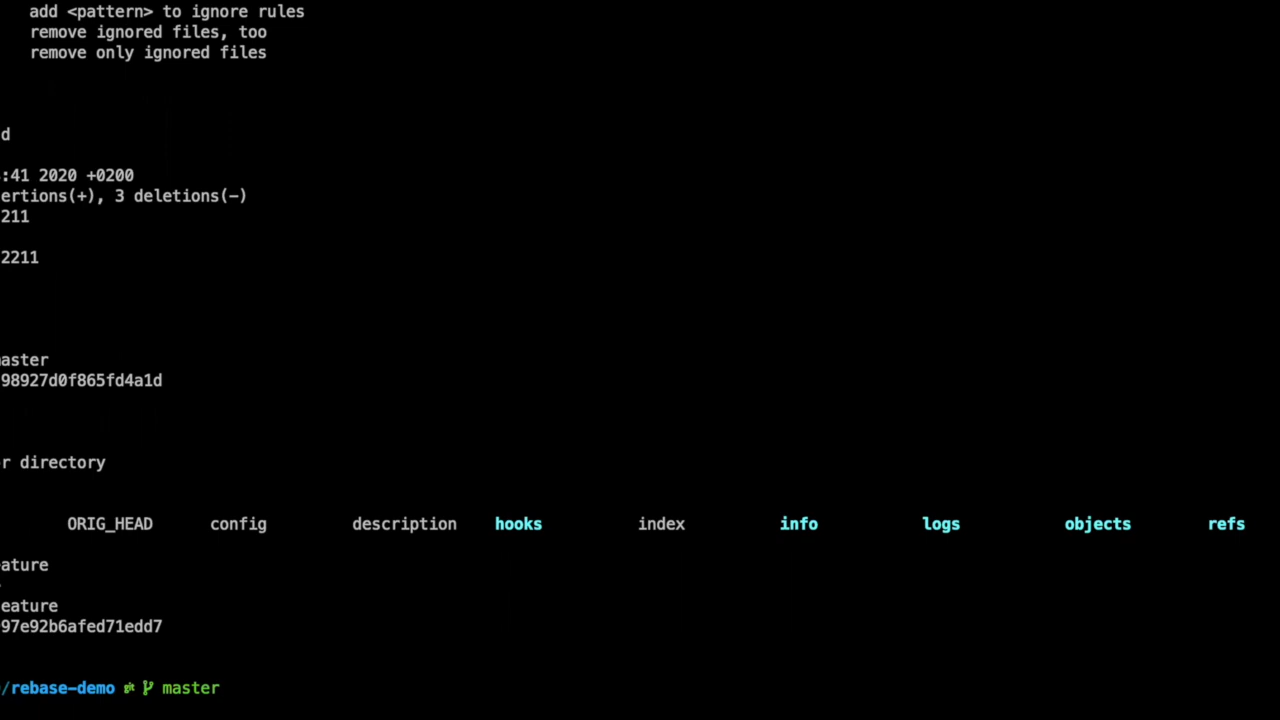 add <pattern> to ignore rules
remove ignored files, too
remove only ignored files
d
:41 2020 +0200
ertions(+), 3 deletions(-)
211
2211
aster
98927d0f865fd4a1d
r directory
ORIG_HEAD config description hooks index info logs objects refs
eature
eature
97e92b6afed71edd7
/rebase-demo git master